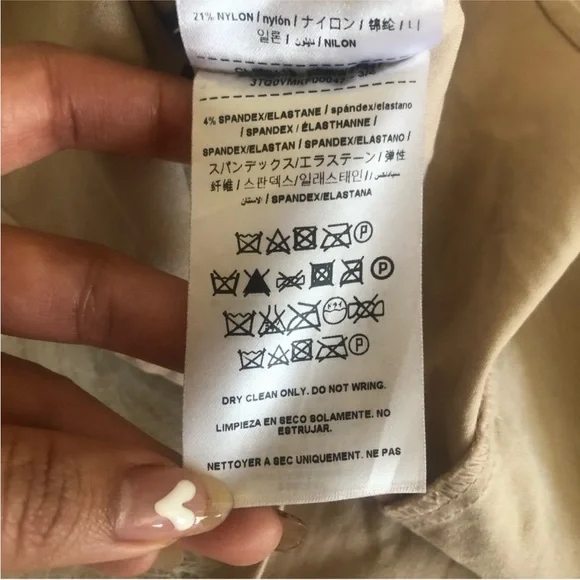 21% NYLON / nylón / ナイロン / 锦纶 /
일론 / نايلون / NILON
4% SPANDEX/ELASTANE / spándex/elastano
/ SPANDEX / ÉLASTHANNE /
SPANDEX/ELASTAN / SPANDEX/ELASTANO /
スパンデックス/エラステーン / 弹性
纤维 / 스판덱스/일래스테인 /
/ SPANDEX/ELASTANA
P
P
ドライ
P
DRY CLEAN ONLY. DO NOT WRING.
LIMPIEZA EN SECO SOLAMENTE. NO
ESTRUJAR.
NETTOYER A SEC UNIQUEMENT. NE PAS